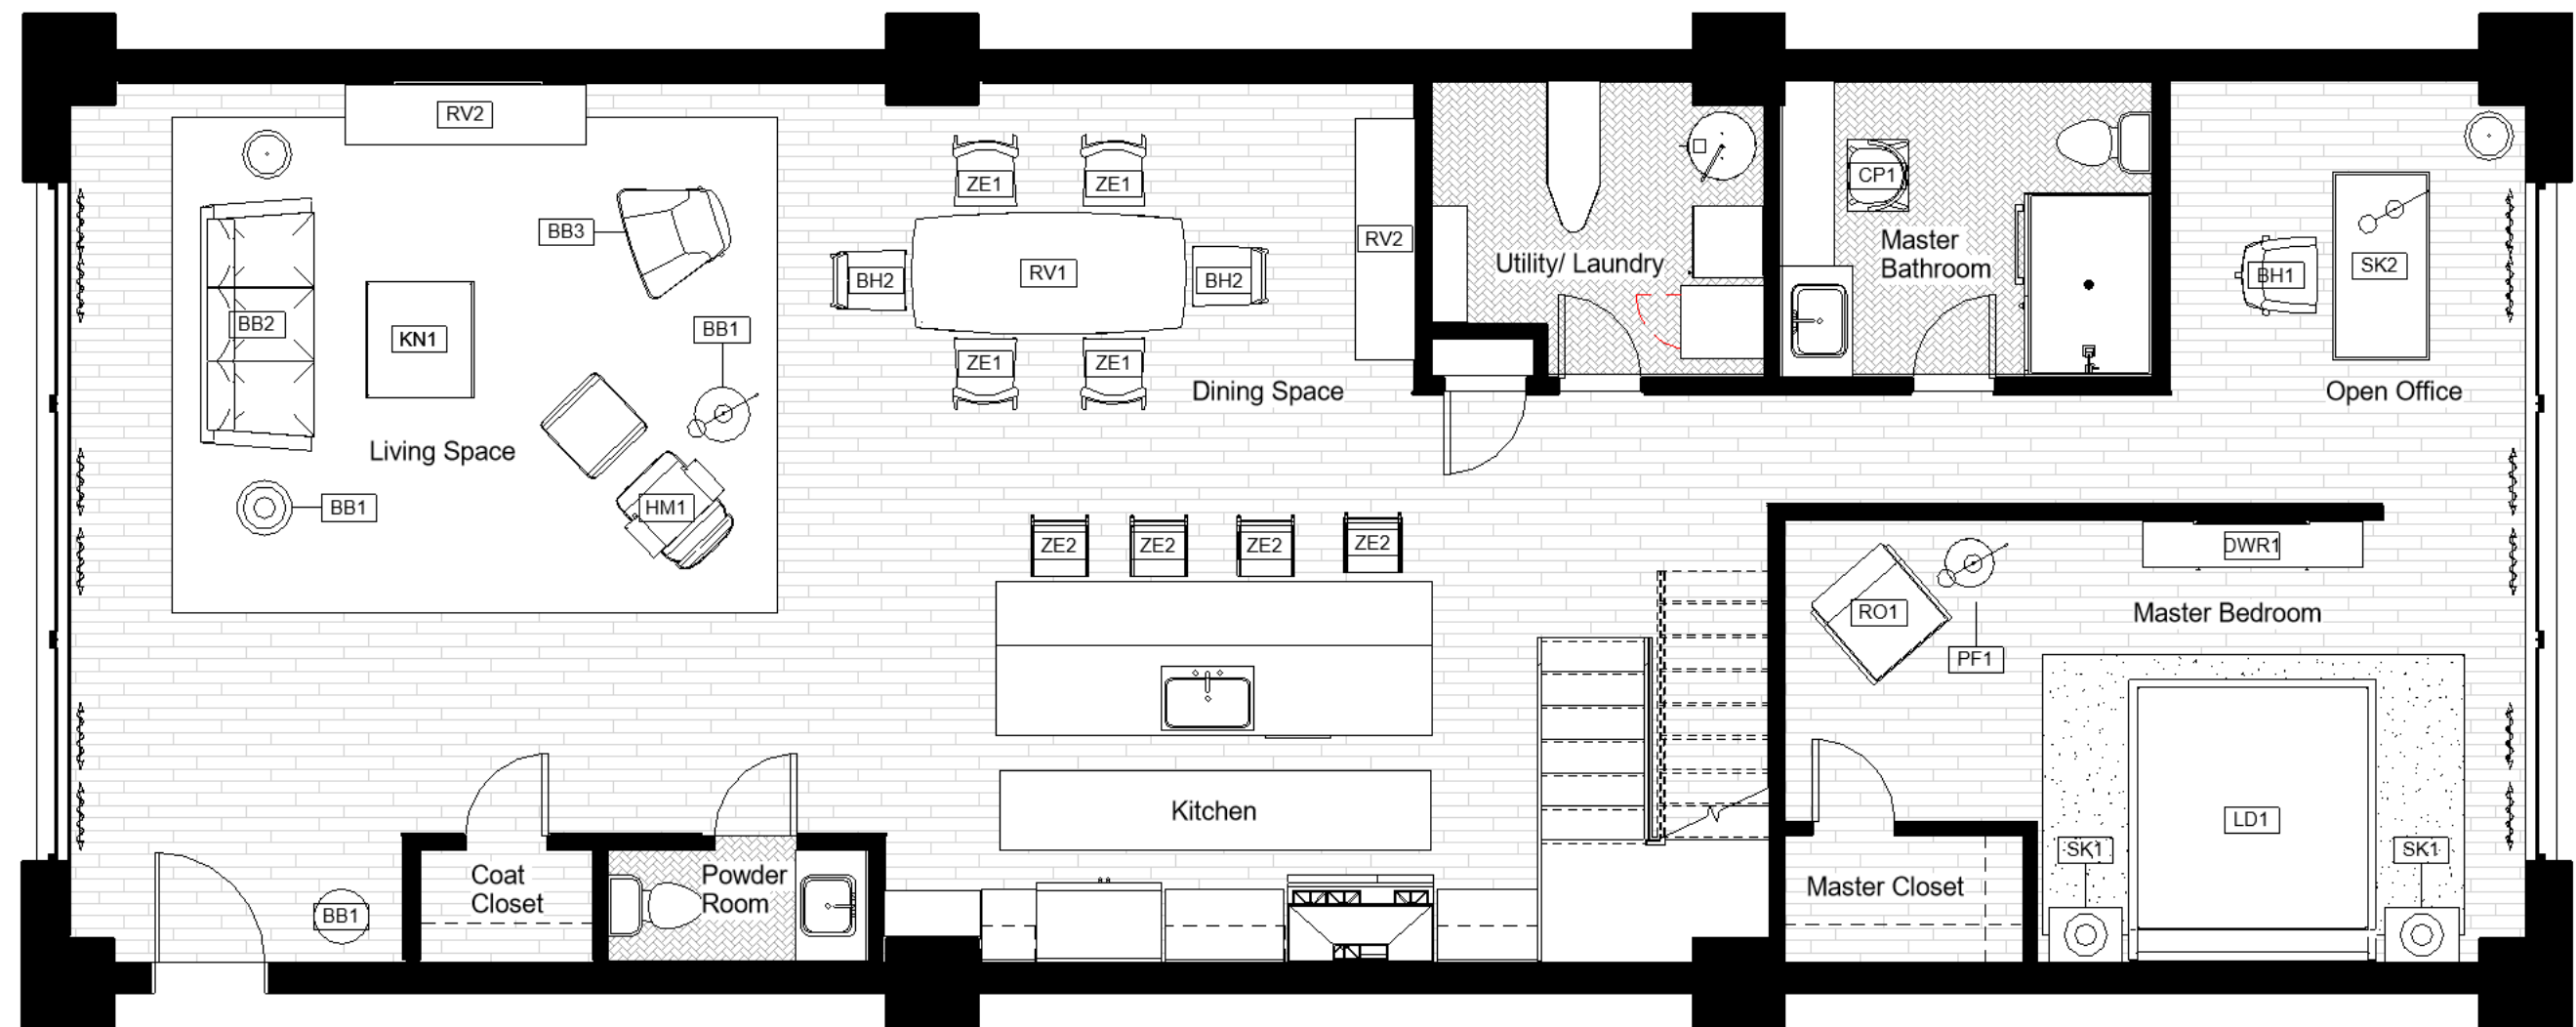 RV2
ZE1
ZE1
CP1
BB3
RV2
Master
Bathroom
Utility/ Laundry
BH2
RV1
BH2
BH1
SK2
BB2
BB1
KN1
ZE1
ZE1
Dining Space
Open Office
Living Space
BB1
HM1
ZE2
ZE2
ZE2
ZE2
DWR1
RO1
Master Bedroom
PF1
Kitchen
LD1
SK1
SK1
Coat
Closet
Powder
Room
Master Closet
BB1